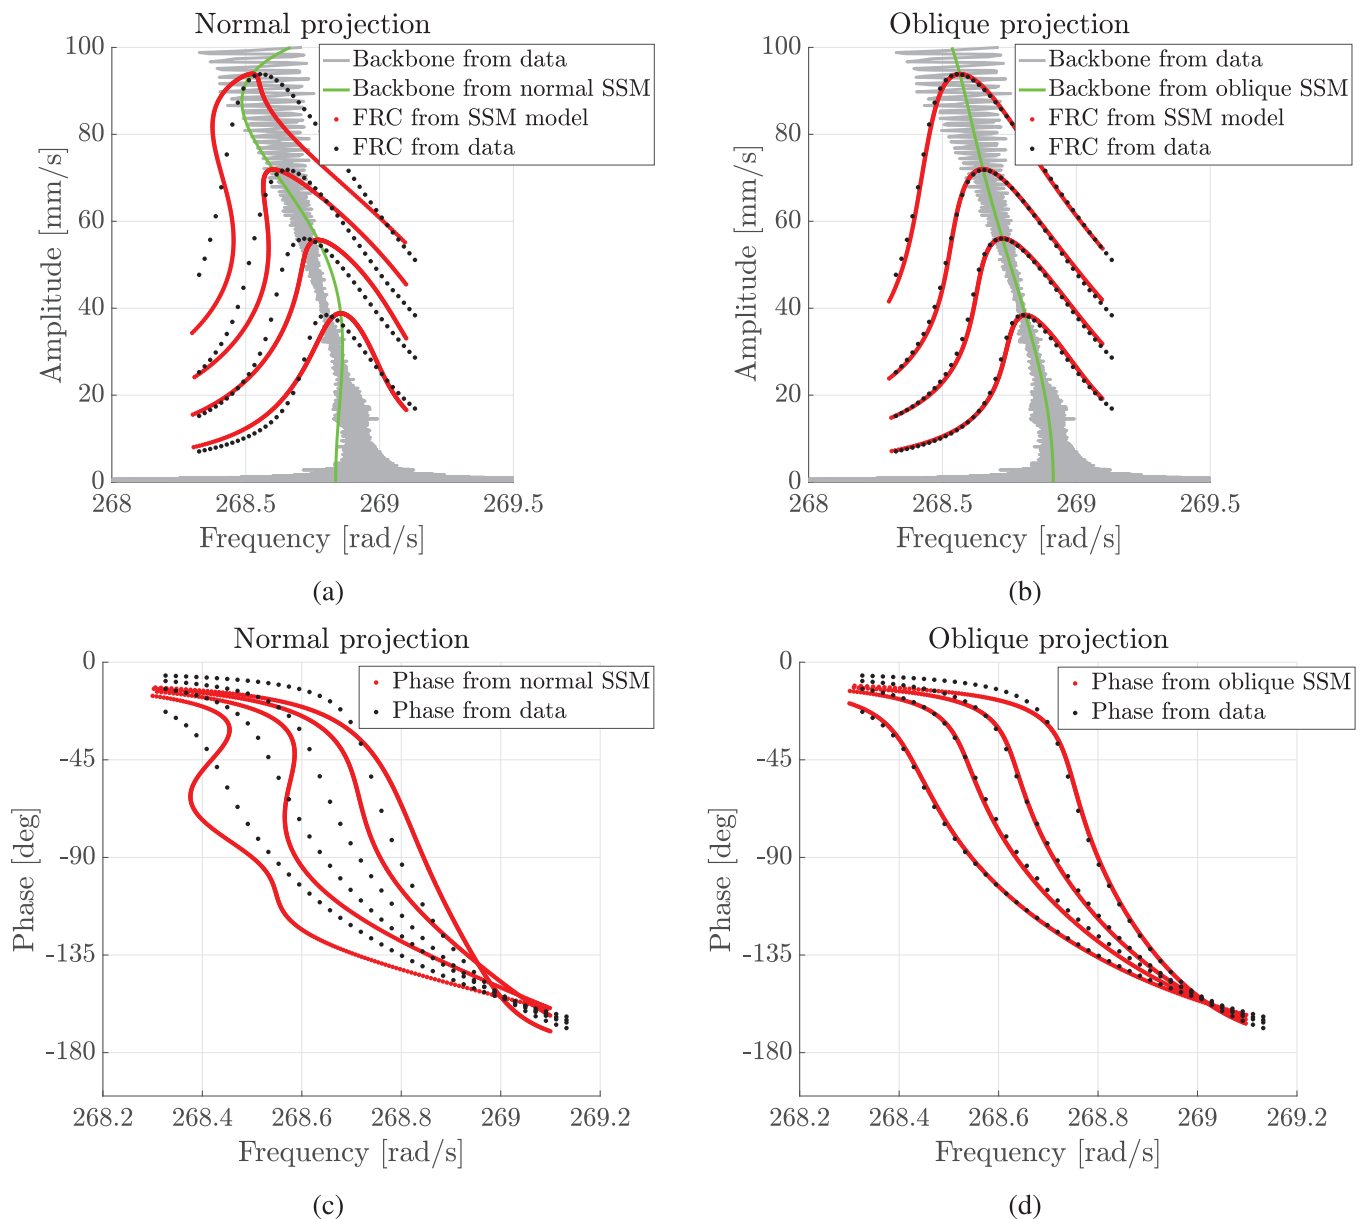 Normal projection
100
80
60
40
20
0
Amplitude [mm/s]
Backbone from data
Backbone from normal SSM
FRC from SSM model
FRC from data
268
268.5
269
269.5
Frequency [rad/s]
(a)
Oblique projection
100
80
60
40
20
0
Amplitude [mm/s]
Backbone from data
Backbone from oblique SSM
FRC from SSM model
FRC from data
268
268.5
269
269.5
Frequency [rad/s]
(b)
Normal projection
0
-45
-90
-135
-180
Phase [deg]
Phase from normal SSM
Phase from data
268.2
268.4
268.6
268.8
269
269.2
Frequency [rad/s]
(c)
Oblique projection
0
-45
-90
-135
-180
Phase [deg]
Phase from oblique SSM
Phase from data
268.2
268.4
268.6
268.8
269
269.2
Frequency [rad/s]
(d)